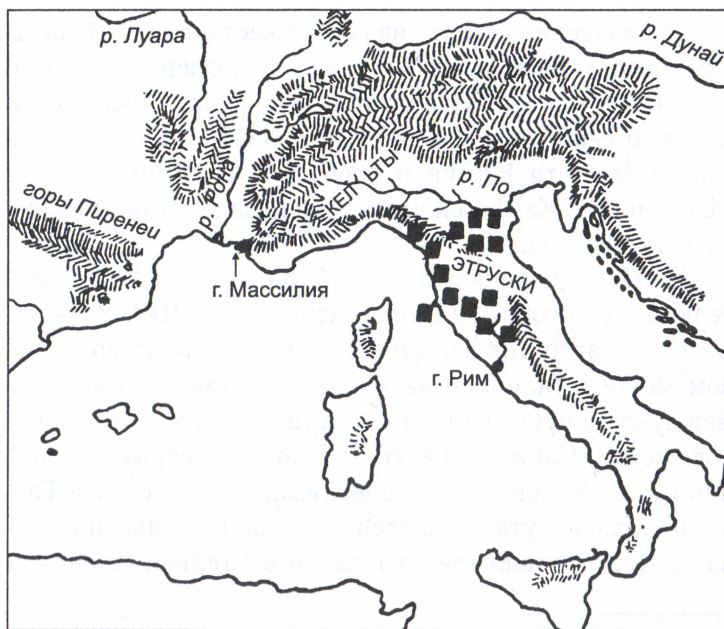 р. Луара
р. Дунай
р. Рона
КЕЛЬТЫ
р. По
горы Пиренеи
ЭТРУСКИ
г. Массилия
г. Рим